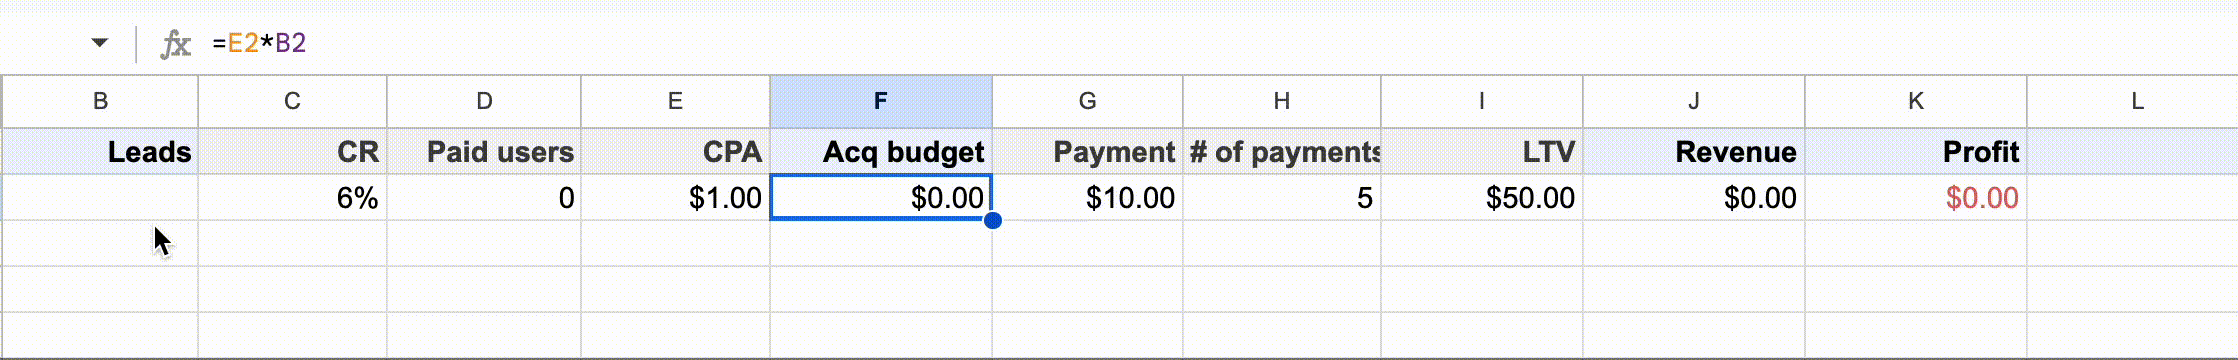 fx =E2*B2
B C D E F G H I J K L
Leads CR Paid users CPA Acq budget Payment # of payments LTV Revenue Profit
6% 0 $1.00 $0.00 $10.00 5 $50.00 $0.00 $0.00